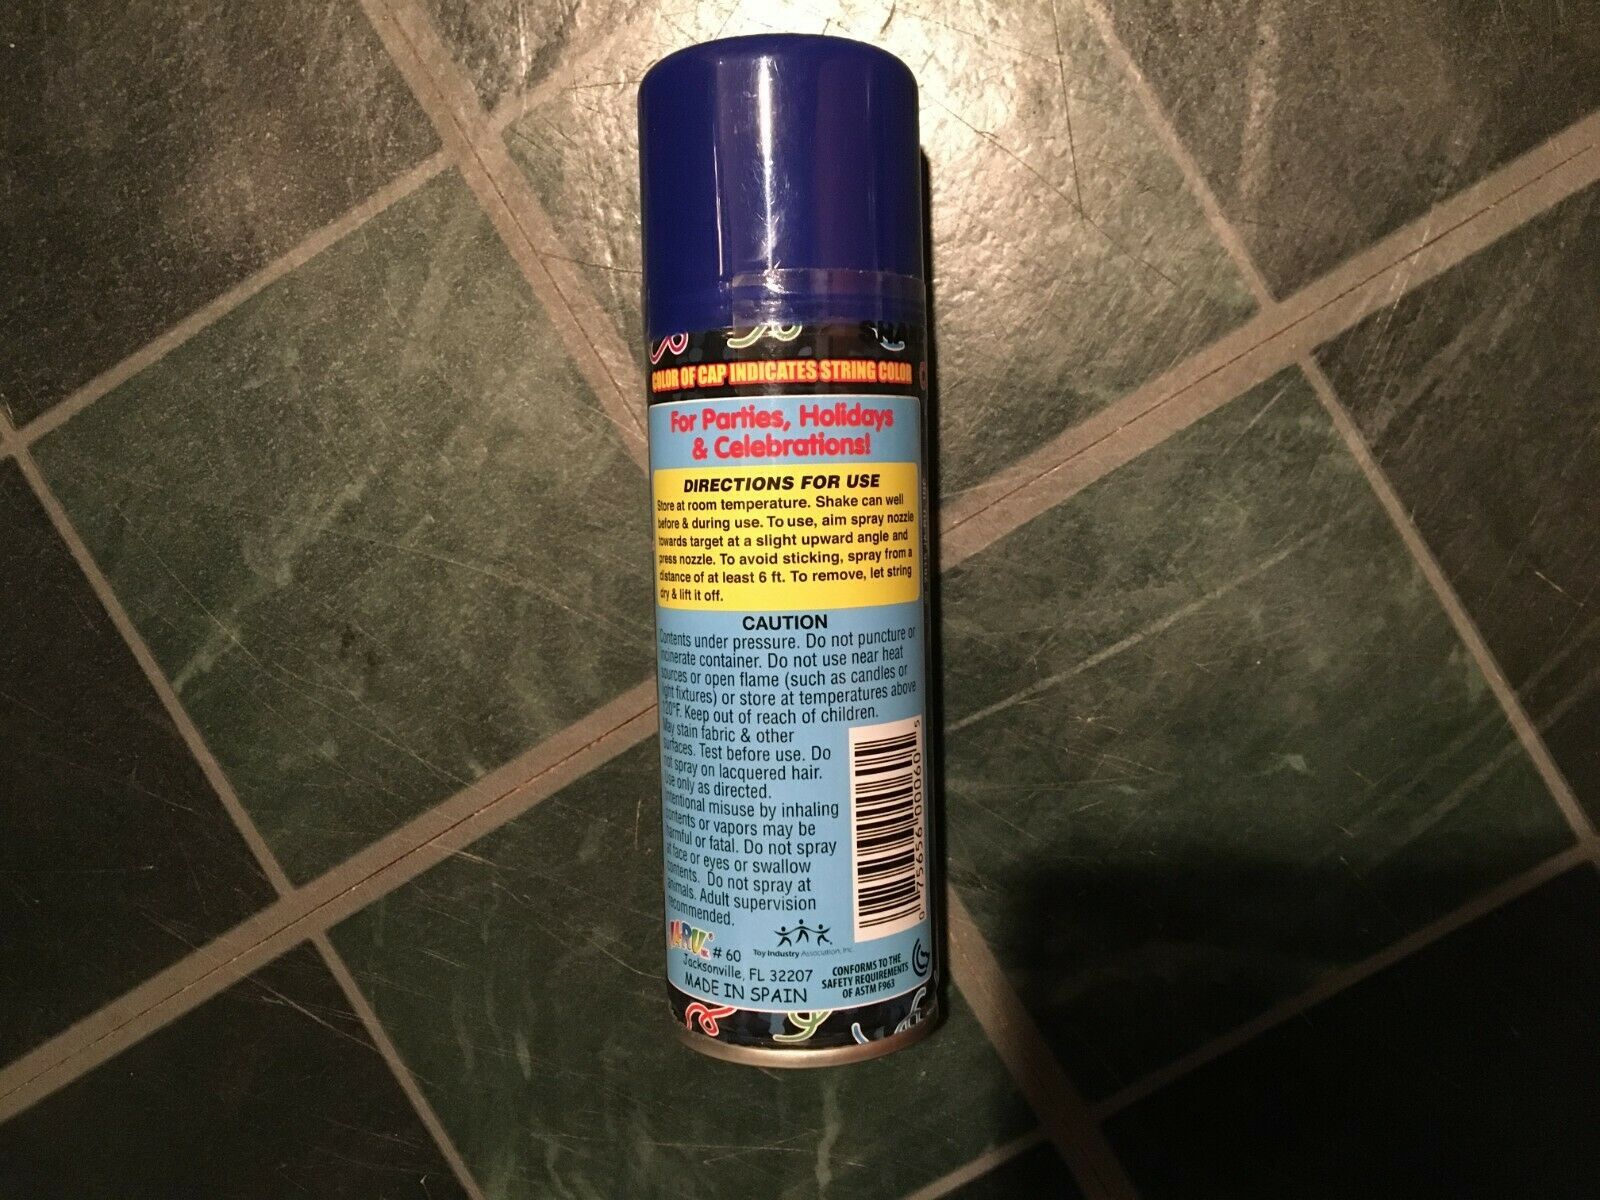 SHA
COLOR OF CAP INDICATES STRING COLOR
For Parties, Holidays
& Celebrations!
DIRECTIONS FOR USE
Store at room temperature. Shake can well
before & during use. To use, aim spray nozzle
towards target at a slight upward angle and
press nozzle. To avoid sticking, spray from a
distance of at least 6 ft. To remove, let string
dry & lift it off.
CAUTION
Contents under pressure. Do not puncture or
incinerate container. Do not use near heat
sources or open flame (such as candles or
light fixtures) or store at temperatures above
120°F. Keep out of reach of children.
May stain fabric & other
surfaces. Test before use. Do
not spray on lacquered hair.
Use only as directed.
Intentional misuse by inhaling
contents or vapors may be
harmful or fatal. Do not spray
at face or eyes or swallow
contents. Do not spray at
animals. Adult supervision
recommended.
0 75656 00060 5
JA-RU® INC. # 60
Jacksonville, FL 32207
MADE IN SPAIN
Toy Industry Association, Inc.
CONFORMS TO THE
SAFETY REQUIREMENTS
OF ASTM F963